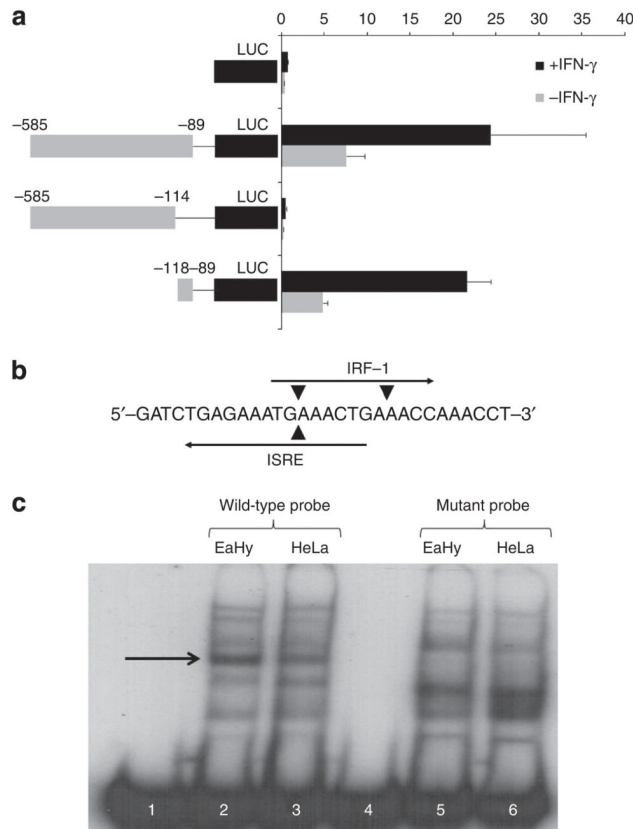 a
0 5 10 15 20 25 30 35 40
LUC
+IFN-γ
–IFN-γ
–585 –89 LUC
–585 –114 LUC
–118–89 LUC
b
IRF–1
5′–GATCTGAGAAATGAAACTGAAACCAAACCT–3′
ISRE
c
Wild-type probe Mutant probe
EaHy HeLa EaHy HeLa
1 2 3 4 5 6